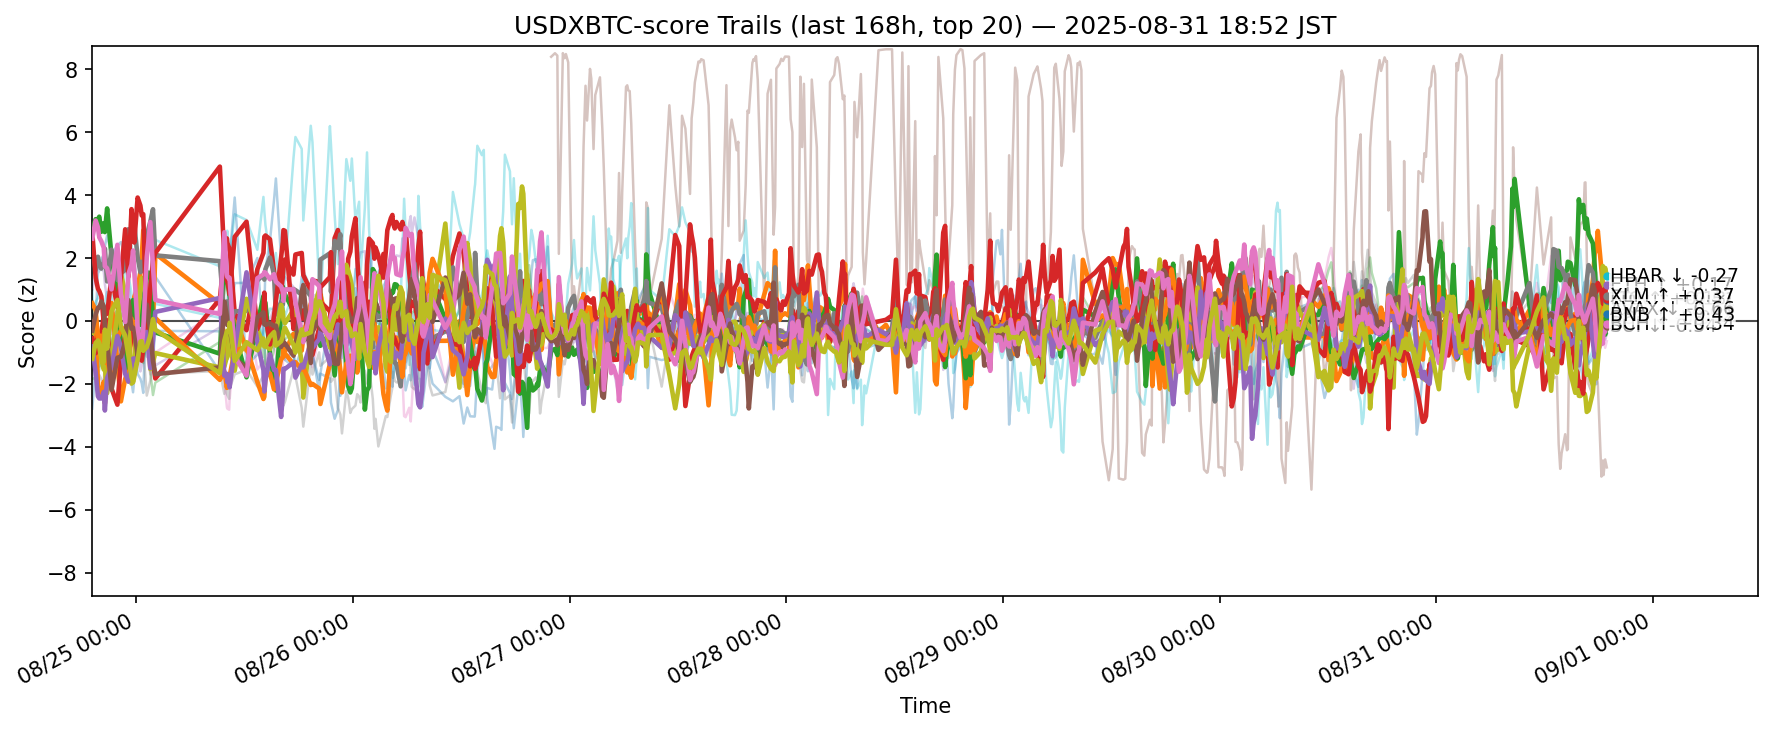 USDXBTC-score Trails (last 168h, top 20) — 2025-08-31 18:52 JST
Score (z)
8
6
4
2
0
−2
−4
−6
−8
HBAR ↓ -0.27
XLM ↑ +0.37
BNB ↑ +0.43
08/25 00:00
08/26 00:00
08/27 00:00
08/28 00:00
08/29 00:00
08/30 00:00
08/31 00:00
09/01 00:00
Time